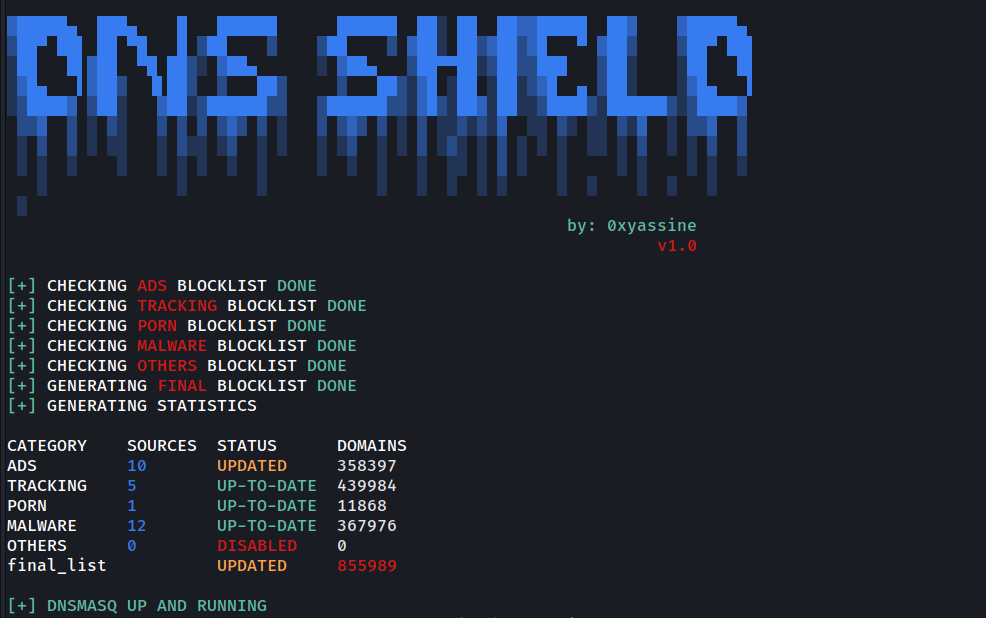 DNS SHIELD
by: 0xyassine
v1.0
[+] CHECKING ADS BLOCKLIST DONE
[+] CHECKING TRACKING BLOCKLIST DONE
[+] CHECKING PORN BLOCKLIST DONE
[+] CHECKING MALWARE BLOCKLIST DONE
[+] CHECKING OTHERS BLOCKLIST DONE
[+] GENERATING FINAL BLOCKLIST DONE
[+] GENERATING STATISTICS
CATEGORY SOURCES STATUS DOMAINS
ADS 10 UPDATED 358397
TRACKING 5 UP-TO-DATE 439984
PORN 1 UP-TO-DATE 11868
MALWARE 12 UP-TO-DATE 367976
OTHERS 0 DISABLED 0
final_list UPDATED 855989
[+] DNSMASQ UP AND RUNNING